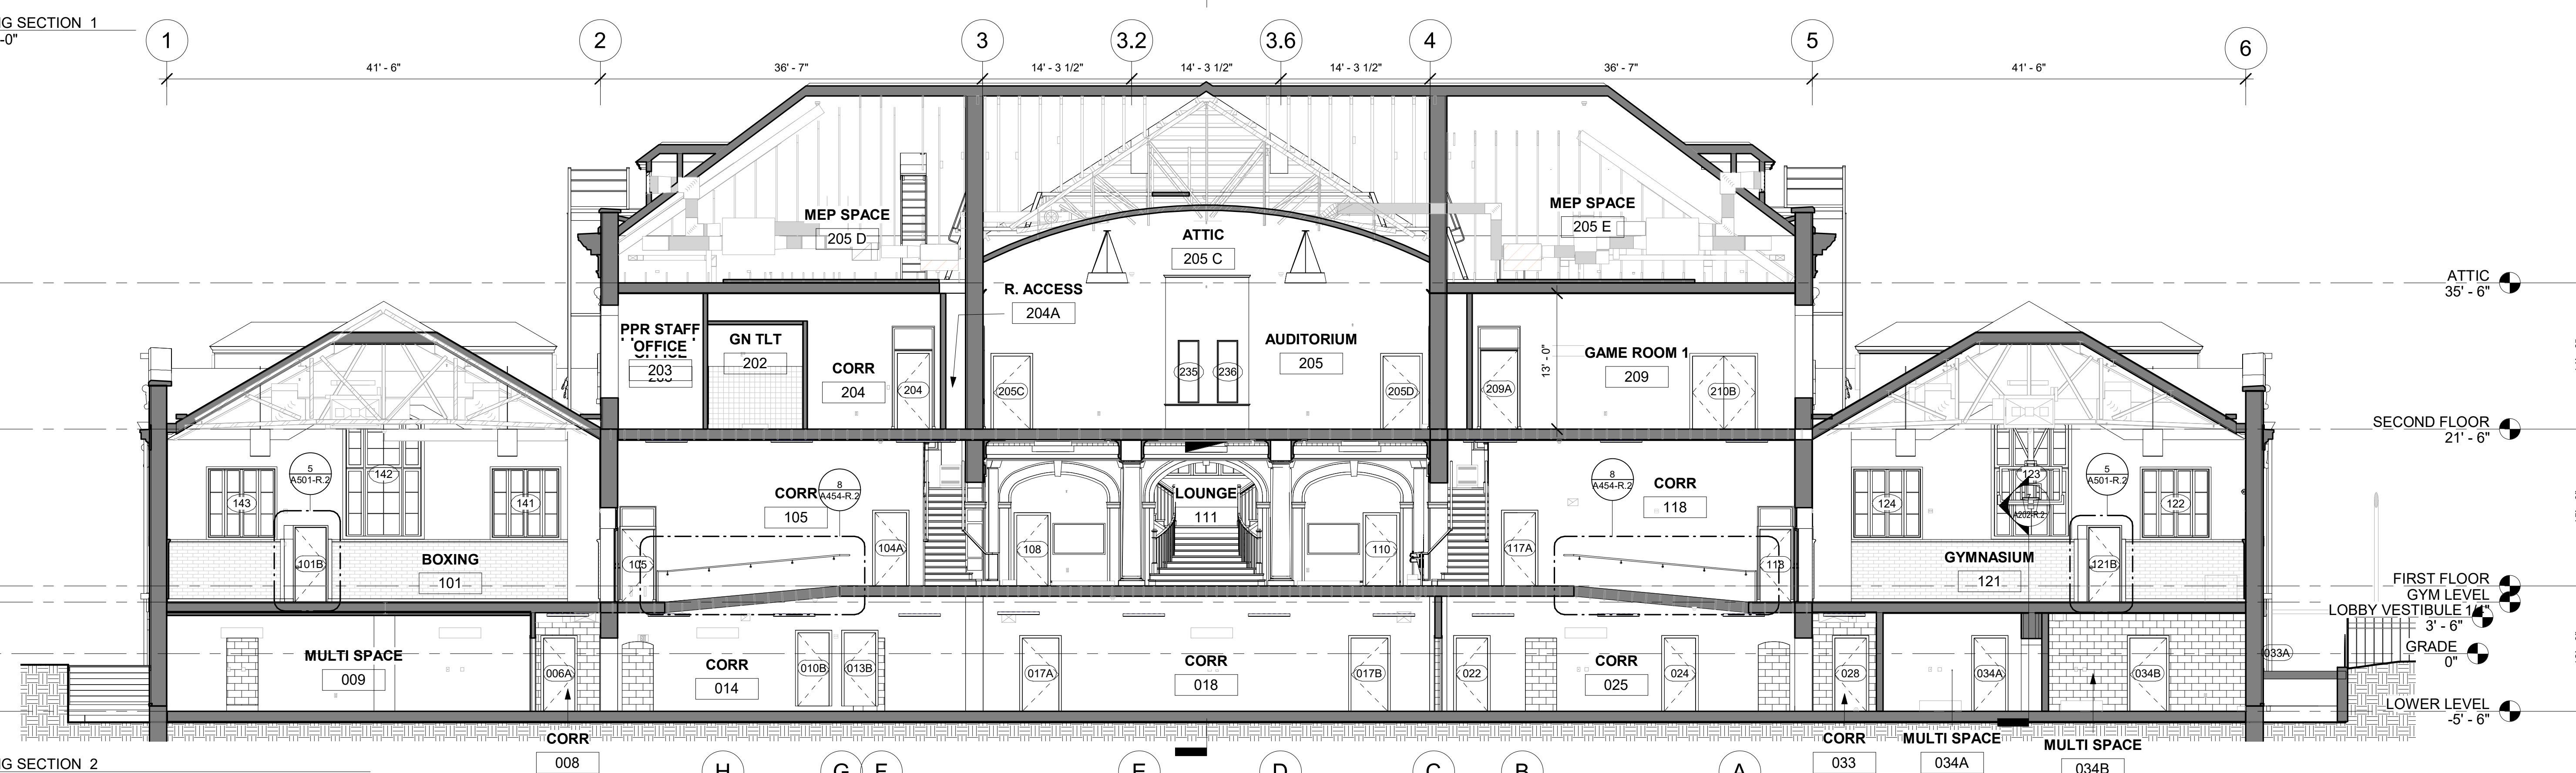 NG SECTION 1
-0"
1
2
3
3.2
3.6
4
5
6
41' - 6"
36' - 7"
14' - 3 1/2"
14' - 3 1/2"
14' - 3 1/2"
36' - 7"
41' - 6"
MEP SPACE
205 D
MEP SPACE
205 E
ATTIC
205 C
ATTIC
35' - 6"
R. ACCESS
204A
PPR STAFF
OFFICE
203
GN TLT
202
CORR
204
204
205C
235
236
AUDITORIUM
205
205D
209A
13' - 0"
GAME ROOM 1
209
210B
SECOND FLOOR
21' - 6"
143
5
A501-R.2
142
141
CORR
105
8
A454-R.2
LOUNGE
111
8
A454-R.2
CORR
118
124
123
A202-R.2
5
A501-R.2
122
101B
BOXING
101
105
104A
108
110
117A
118
GYMNASIUM
121
121B
FIRST FLOOR
GYM LEVEL
LOBBY VESTIBULE
3' - 6"
GRADE
0"
LOWER LEVEL
-5' - 6"
MULTI SPACE
009
006A
CORR
014
010B
013B
017A
CORR
018
017B
022
CORR
025
024
028
034A
034B
033A
CORR
008
CORR
033
MULTI SPACE
034A
MULTI SPACE
034B
NG SECTION 2
H
G
F
E
D
C
B
A